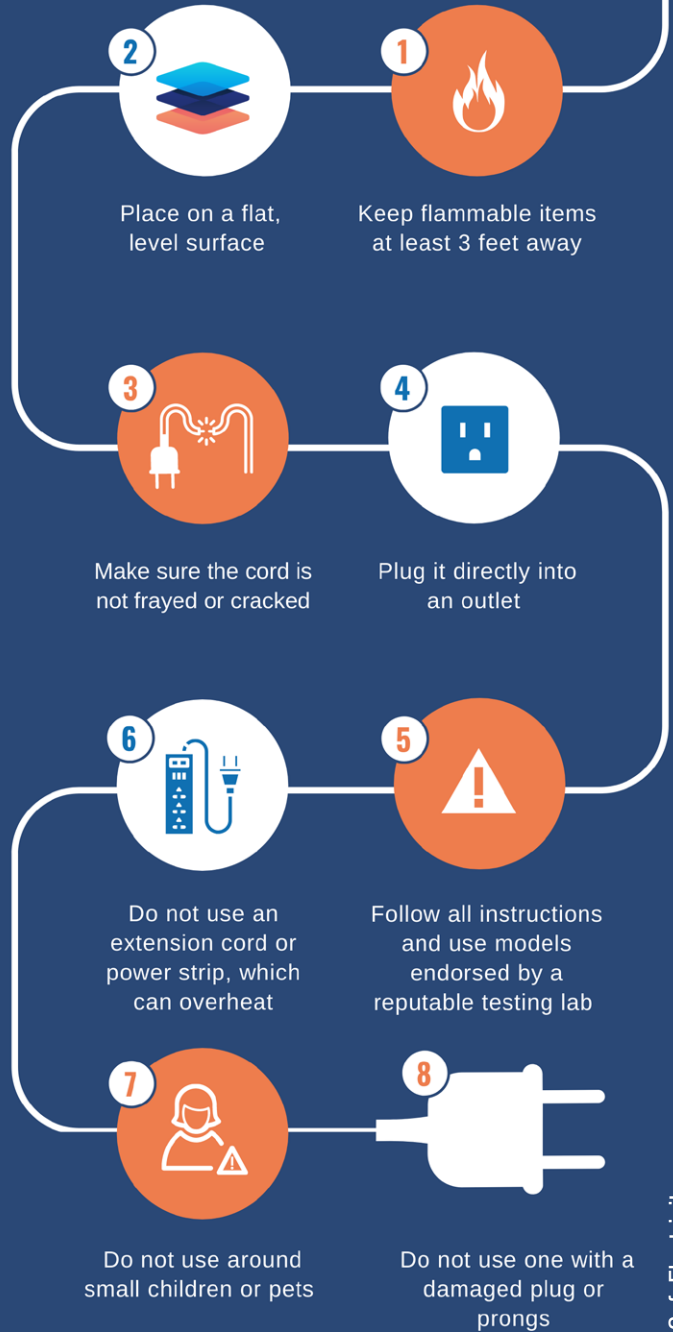 1
Keep flammable items
at least 3 feet away
2
Place on a flat,
level surface
3
Make sure the cord is
not frayed or cracked
4
Plug it directly into
an outlet
5
Follow all instructions
and use models
endorsed by a
reputable testing lab
6
Do not use an
extension cord or
power strip, which
can overheat
7
Do not use around
small children or pets
8
Do not use one with a
damaged plug or
prongs